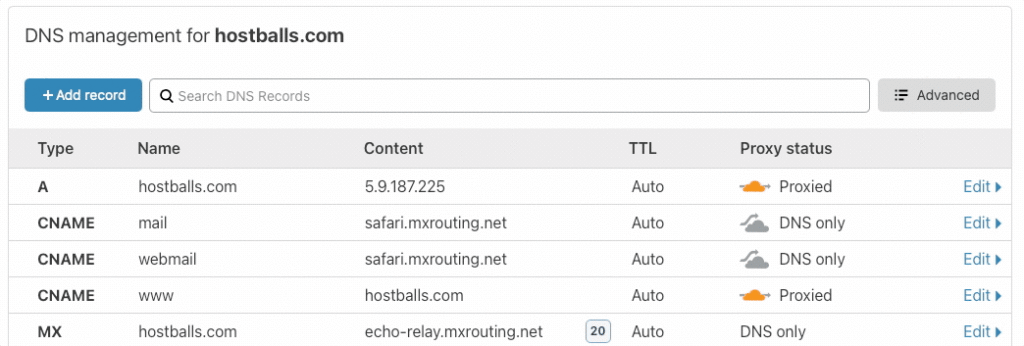 DNS management for hostballs.com
+ Add record
Search DNS Records
Advanced
Type Name Content TTL Proxy status
A hostballs.com 5.9.187.225 Auto Proxied Edit
CNAME mail safari.mxrouting.net Auto DNS only Edit
CNAME webmail safari.mxrouting.net Auto DNS only Edit
CNAME www hostballs.com Auto Proxied Edit
MX hostballs.com echo-relay.mxrouting.net 20 Auto DNS only Edit